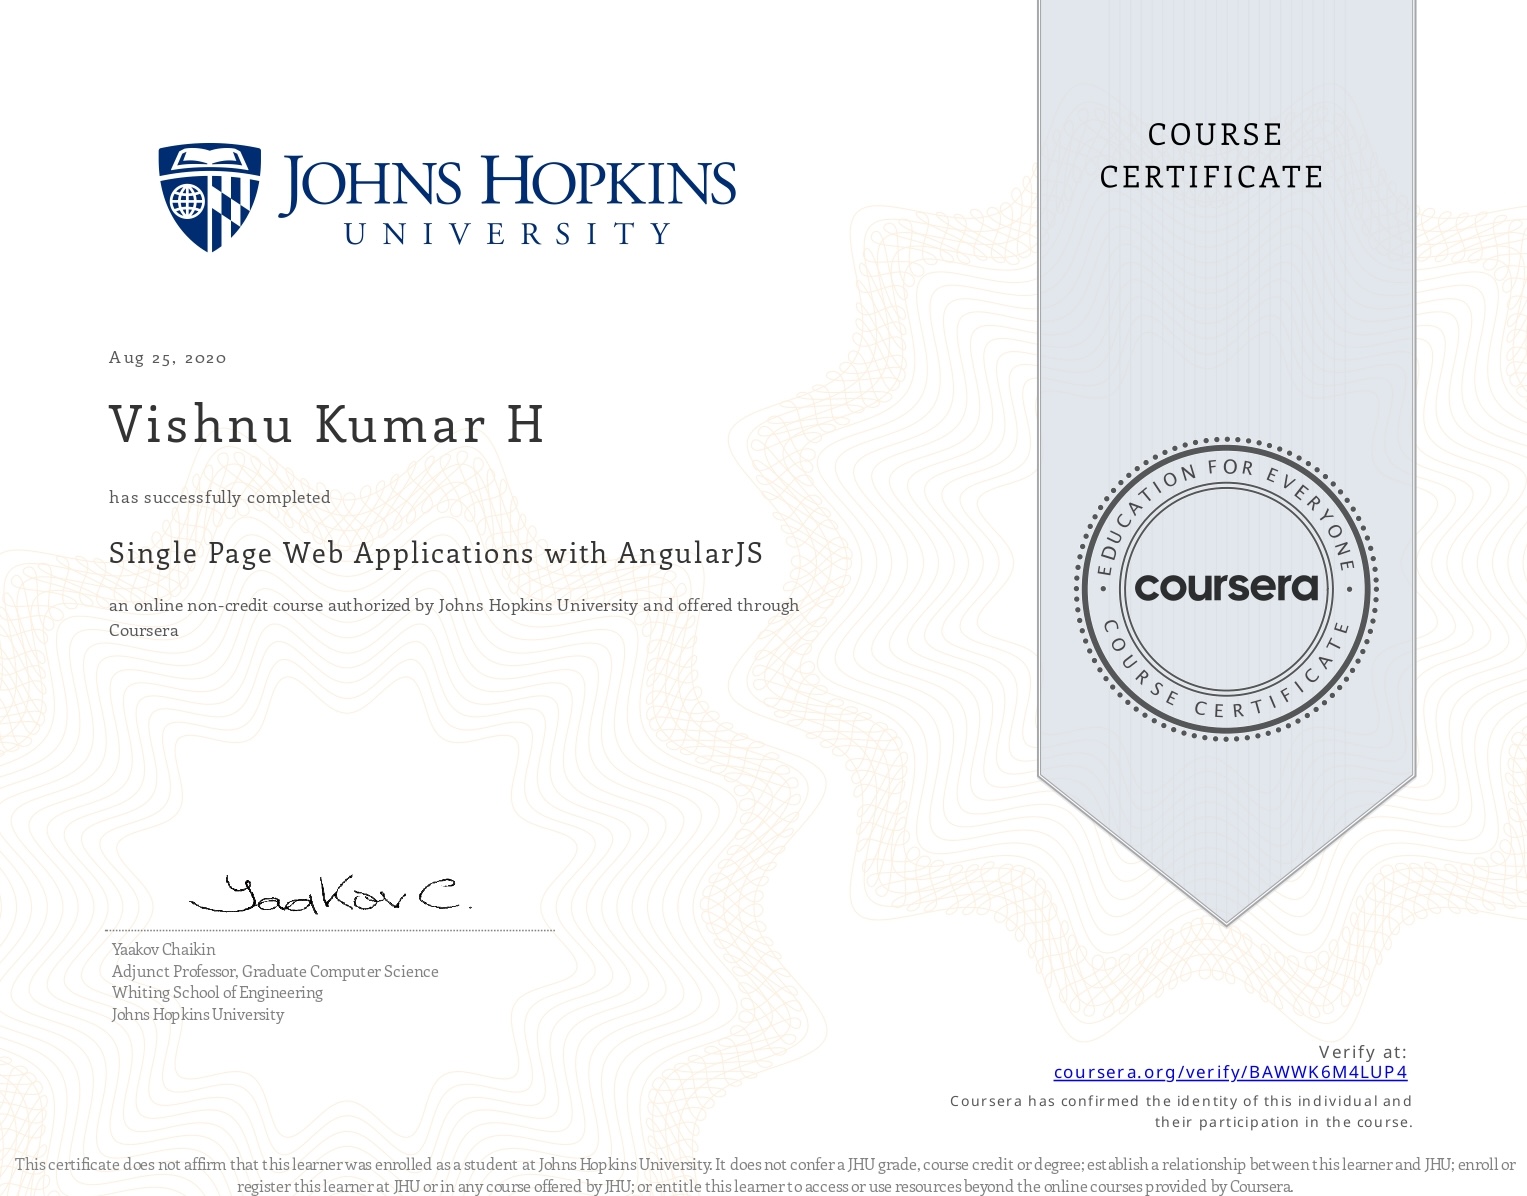 COURSE
CERTIFICATE
JOHNS HOPKINS
UNIVERSITY
Aug 25, 2020
Vishnu Kumar H
has successfully completed
Single Page Web Applications with AngularJS
an online non-credit course authorized by Johns Hopkins University and offered through
Coursera
EDUCATION FOR EVERYONE
coursera
COURSE CERTIFICATE
Yaakov C.
Yaakov Chaikin
Adjunct Professor, Graduate Computer Science
Whiting School of Engineering
Johns Hopkins University
Verify at:
coursera.org/verify/BAWWK6M4LUP4
Coursera has confirmed the identity of this individual and
their participation in the course.
This certificate does not affirm that this learner was enrolled as a student at Johns Hopkins University. It does not confer a JHU grade, course credit or degree; establish a relationship between this learner and JHU; enroll or
register this learner at JHU or in any course offered by JHU; or entitle this learner to access or use resources beyond the online courses provided by Coursera.